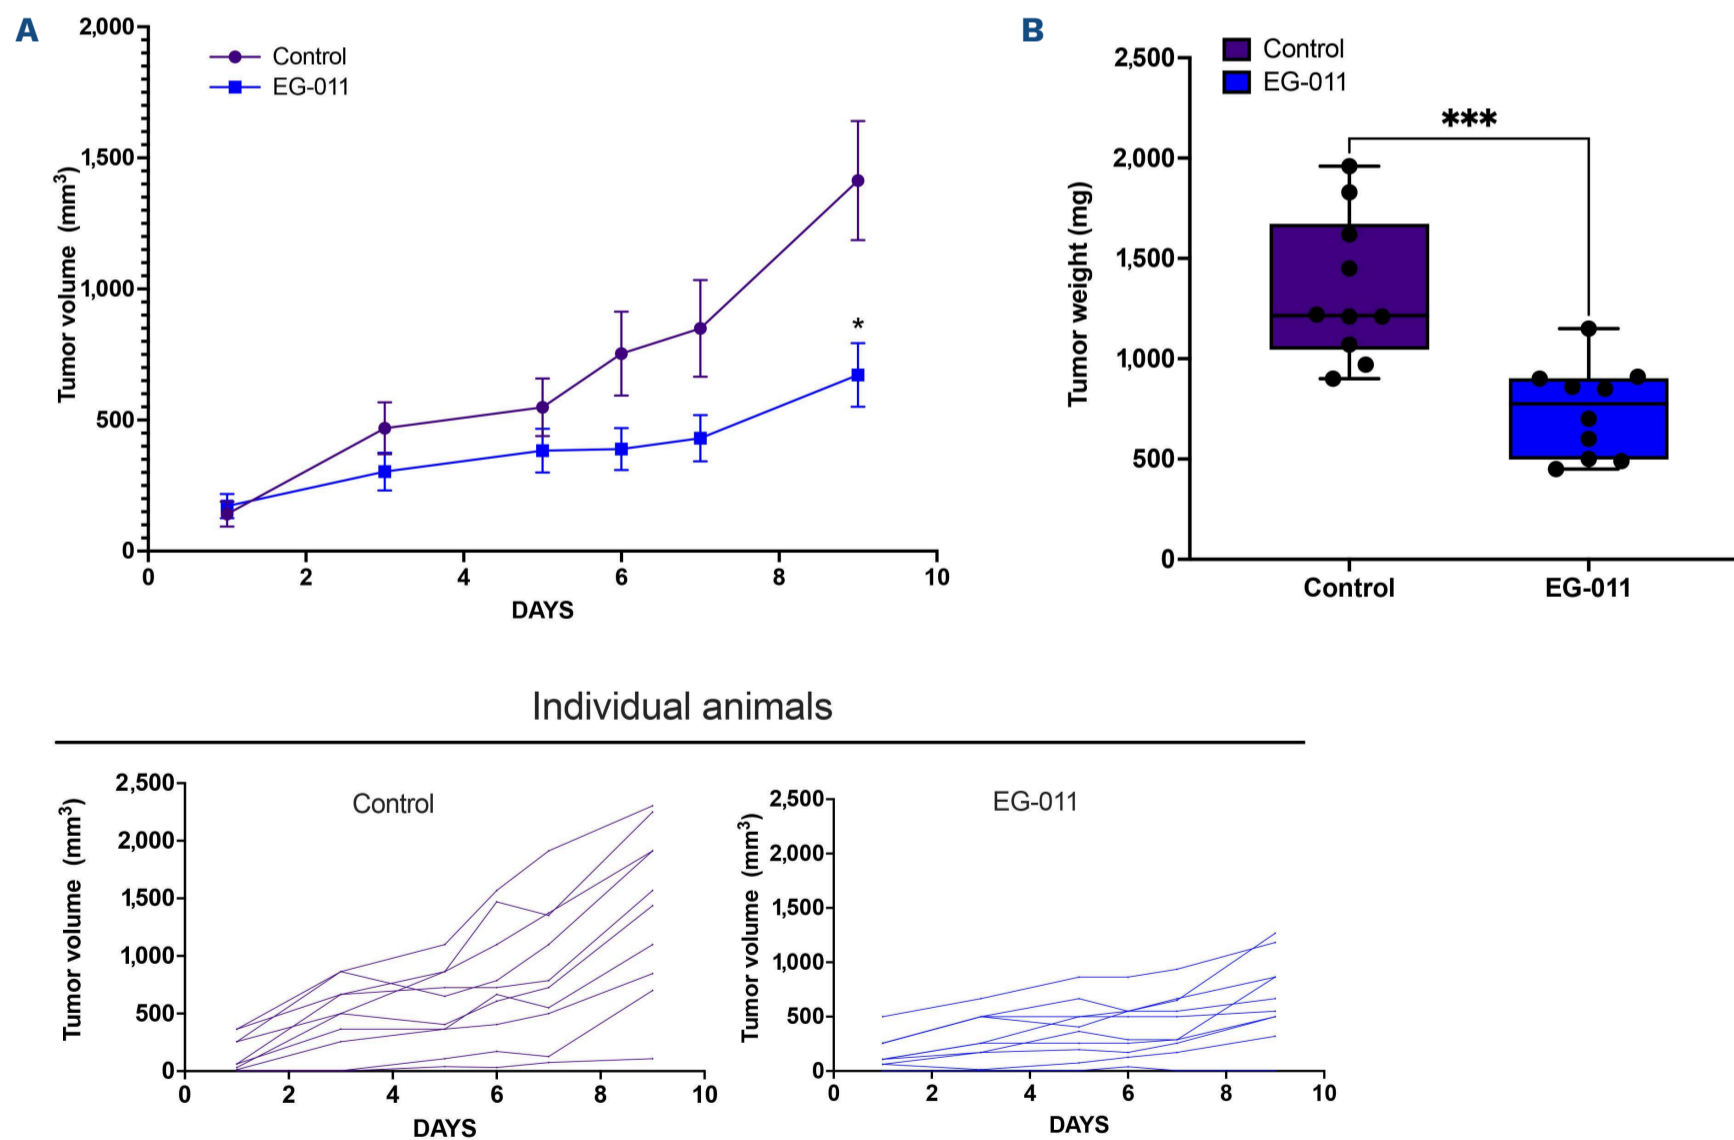 A
2,000
1,500
1,000
500
0
Tumor volume (mm³)
Control
EG-011
*
0 2 4 6 8 10
DAYS
B
2,500
2,000
1,500
1,000
500
0
Tumor weight (mg)
Control
EG-011
***
Control EG-011
Individual animals
2,500
2,000
1,500
1,000
500
0
Tumor volume (mm³)
Control
0 2 4 6 8 10
DAYS
2,500
2,000
1,500
1,000
500
0
Tumor volume (mm³)
EG-011
0 2 4 6 8 10
DAYS